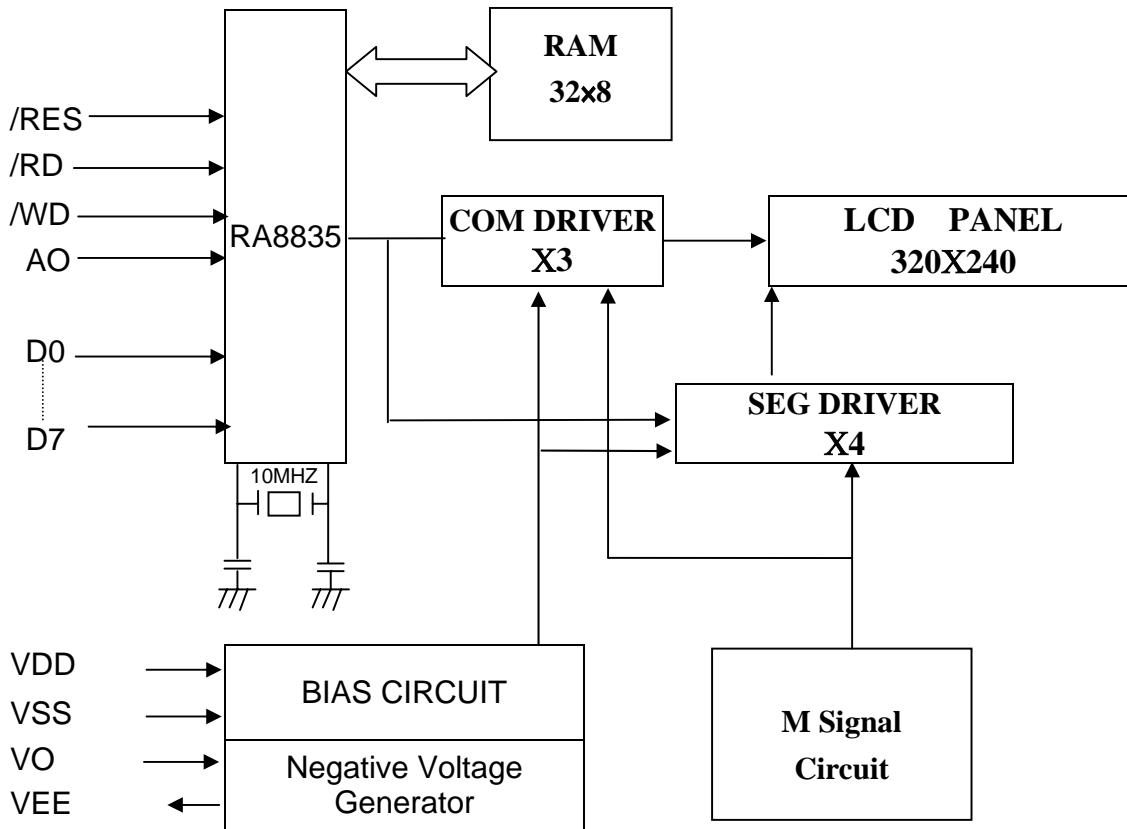 RAM
32x8
/RES
/RD
/WD
AO
D0
D7
RA8835
COM DRIVER
X3
LCD PANEL
320X240
SEG DRIVER
X4
10MHZ
VDD
VSS
VO
VEE
BIAS CIRCUIT
Negative Voltage
Generator
M Signal
Circuit